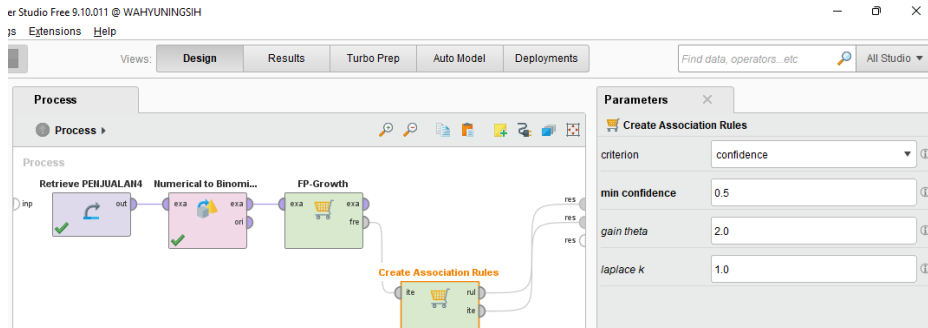 er Studio Free 9.10.011 @ WAHYUNINGSIH
gs Extensions Help
Views: Design Results Turbo Prep Auto Model Deployments Find data, operators...etc All Studio
Process
Process
Process
Retrieve PENJUALAN4 Numerical to Binomi... FP-Growth
inp out exa exa exa exa res
ori fre res
res
Create Association Rules
ite rul
ite
Parameters
Create Association Rules
criterion confidence
min confidence 0.5
gain theta 2.0
laplace k 1.0